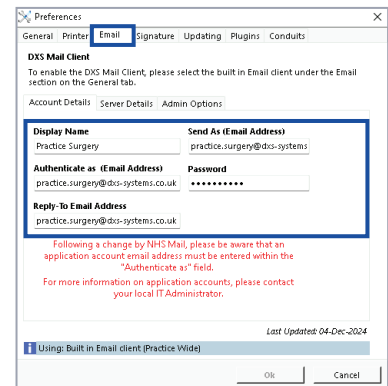 Preferences
General Printer Email Signature Updating Plugins Conduits
DXS Mail Client
To enable the DXS Mail Client, please select the built in Email client under the Email
section on the General tab.
Account Details Server Details Admin Options
Display Name Send As (Email Address)
Practice Surgery practice.surgery@dxs-systems
Authenticate as (Email Address) Password
practice.surgery@dxs-systems.co.uk ••••••••••
Reply-To Email Address
practice.surgery@dxs-systems.co.uk
Following a change by NHS Mail, please be aware that an
application account email address must be entered within the
"Authenticate as" field.
For more information on application accounts, please contact
your local IT Administrator.
Last Updated: 04-Dec-2024
Using: Built in Email client (Practice Wide)
Ok Cancel